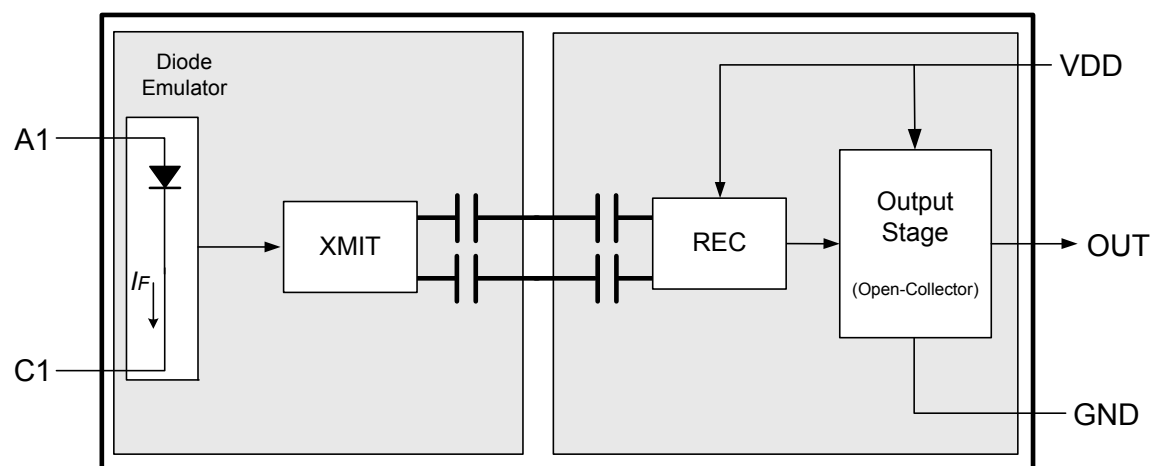 Diode
Emulator
VDD
A1
Output
Stage
XMIT
REC
OUT
(Open-Collector)
IF
C1
GND